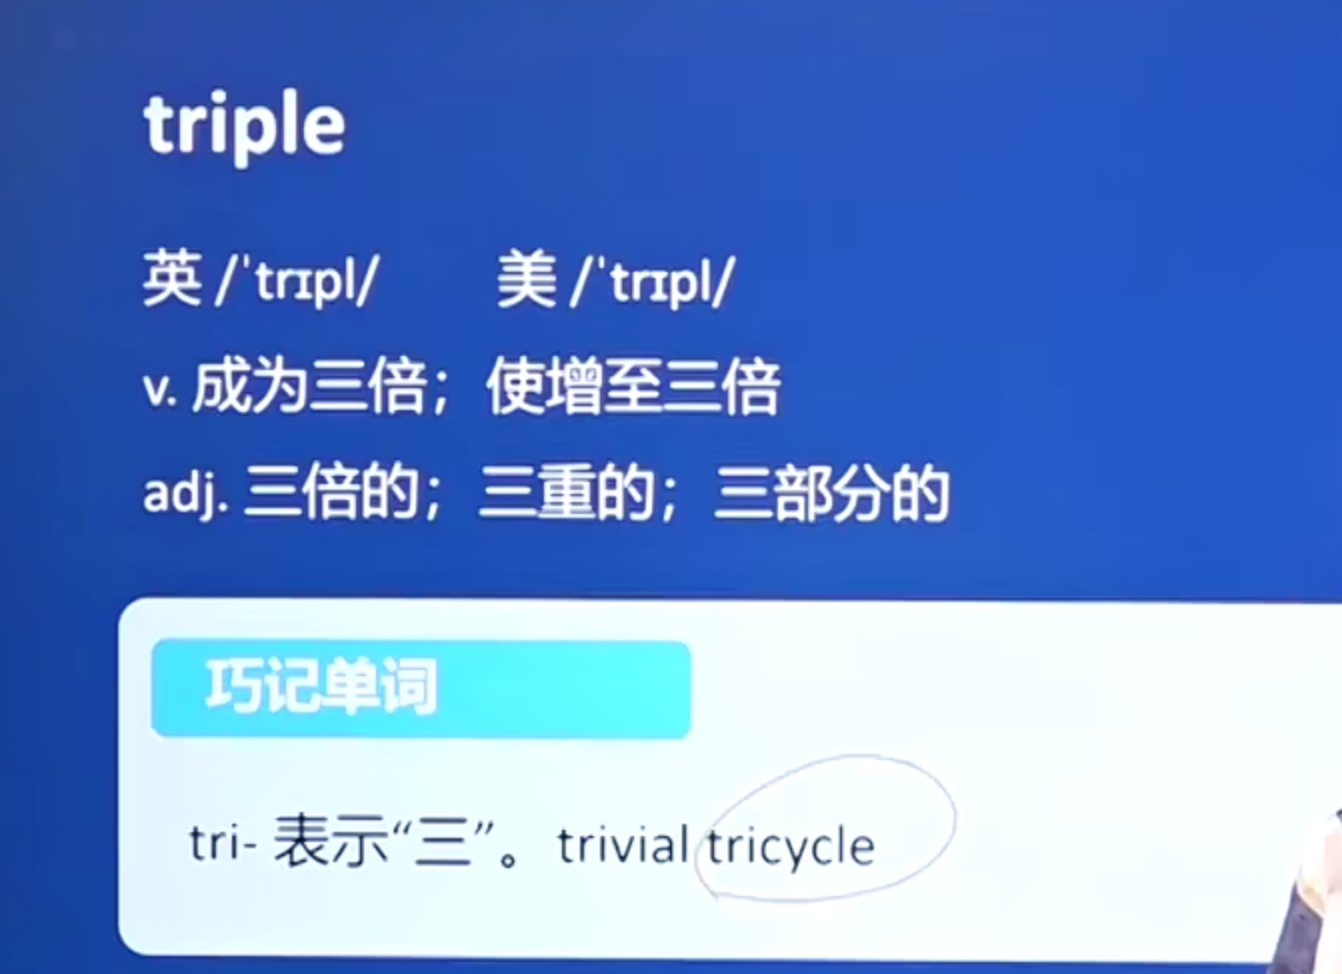 triple
英 /ˈtrɪpl/ 美 /ˈtrɪpl/
v. 成为三倍；使增至三倍
adj. 三倍的；三重的；三部分的
巧记单词
tri- 表示“三”。 trivial tricycle